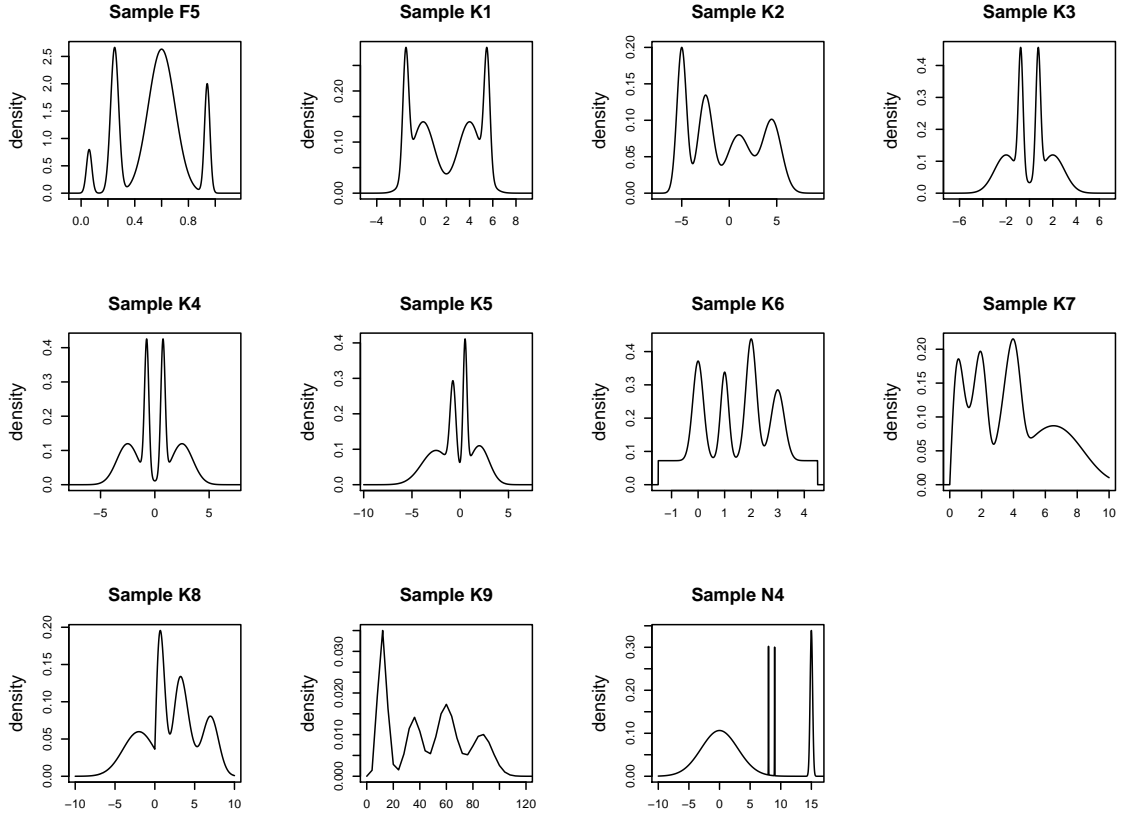 Sample F5
density
0.0 0.5 1.0 1.5 2.0 2.5
0.0 0.4 0.8
Sample K1
density
0.00 0.10 0.20
−4 0 2 4 6 8
Sample K2
density
0.00 0.05 0.10 0.15 0.20
−5 0 5
Sample K3
density
0.0 0.1 0.2 0.3 0.4
−6 −2 0 2 4 6
Sample K4
density
0.0 0.1 0.2 0.3 0.4
−5 0 5
Sample K5
density
0.0 0.1 0.2 0.3 0.4
−10 −5 0 5
Sample K6
density
0.0 0.1 0.2 0.3 0.4
−1 0 1 2 3 4
Sample K7
density
0.00 0.05 0.10 0.15 0.20
0 2 4 6 8 10
Sample K8
density
0.00 0.05 0.10 0.15 0.20
−10 −5 0 5 10
Sample K9
density
0.000 0.010 0.020 0.030
0 20 40 60 80 120
Sample N4
density
0.00 0.10 0.20 0.30
−10 −5 0 5 10 15